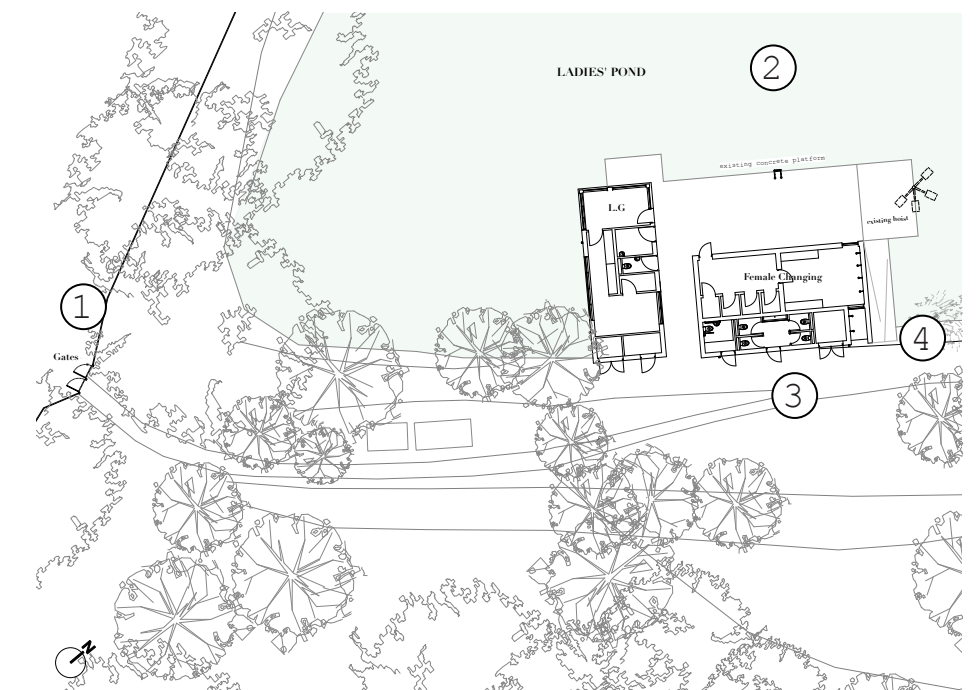 LADIES' POND
2
existing concrete platform
L.G
existing hoist
Female Changing
1
4
Gates
3
N